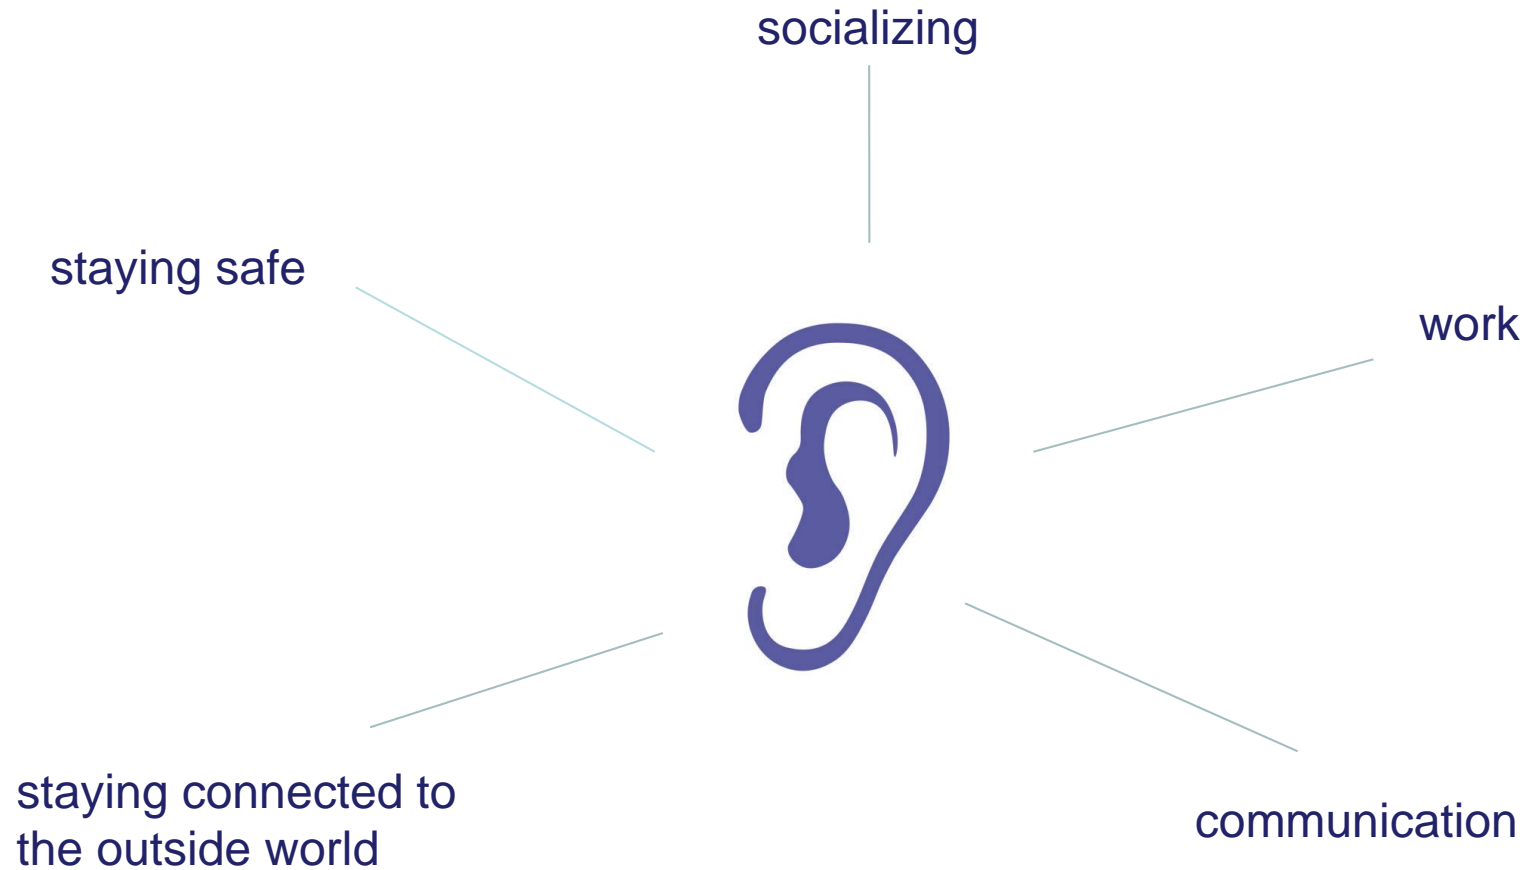 socializing
staying safe
work
staying connected to
the outside world
communication